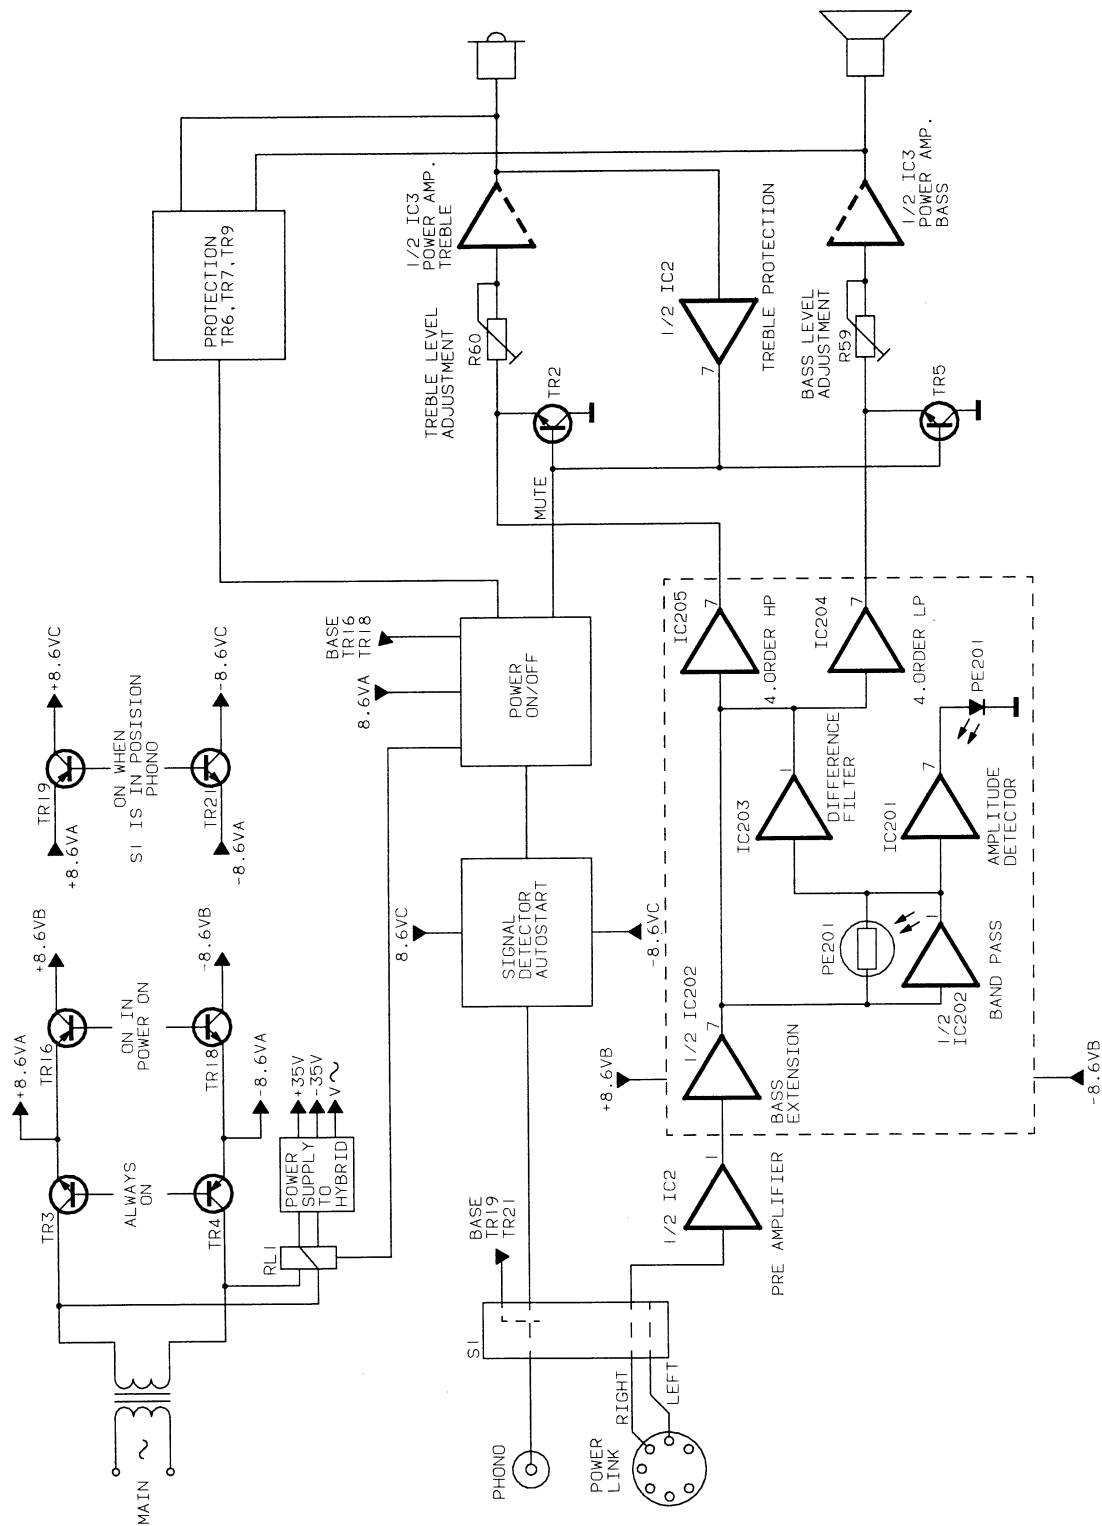 MAIN ~
TR3
TR4
ALWAYS
ON
+8.6VA
-8.6VA
TR16
TR18
ON IN
POWER ON
+8.6VB
-8.6VB
RL1
POWER
SUPPLY
TO
HYBRID
+35V
-35V
V~
+8.6VA
-8.6VA
TR19
TR21
ON WHEN
S1 IS IN POSISION
PHONO
+8.6VC
-8.6VC
PHONO
POWER
LINK
RIGHT
LEFT
S1
BASE
TR19
TR21
8.6VC
-8.6VC
SIGNAL
DETECTOR
AUTOSTART
8.6VA
BASE
TR16
TR18
POWER
ON/OFF
MUTE
PROTECTION
TR6,TR7,TR9
1/2 IC2
1
PRE AMPLIFIER
+8.6VB
-8.6VB
1/2 IC202
7
BASS
EXTENSION
PE201
1/2
IC202
1
BAND PASS
IC203
1
DIFFERENCE
FILTER
IC201
7
AMPLITUDE
DETECTOR
PE201
IC205
7
4.ORDER HP
IC204
7
4.ORDER LP
TR2
TR5
TREBLE LEVEL
ADJUSTMENT
R60
1/2 IC3
POWER AMP.
TREBLE
1/2 IC2
7
TREBLE PROTECTION
BASS LEVEL
ADJUSTMENT
R59
1/2 IC3
POWER AMP.
BASS